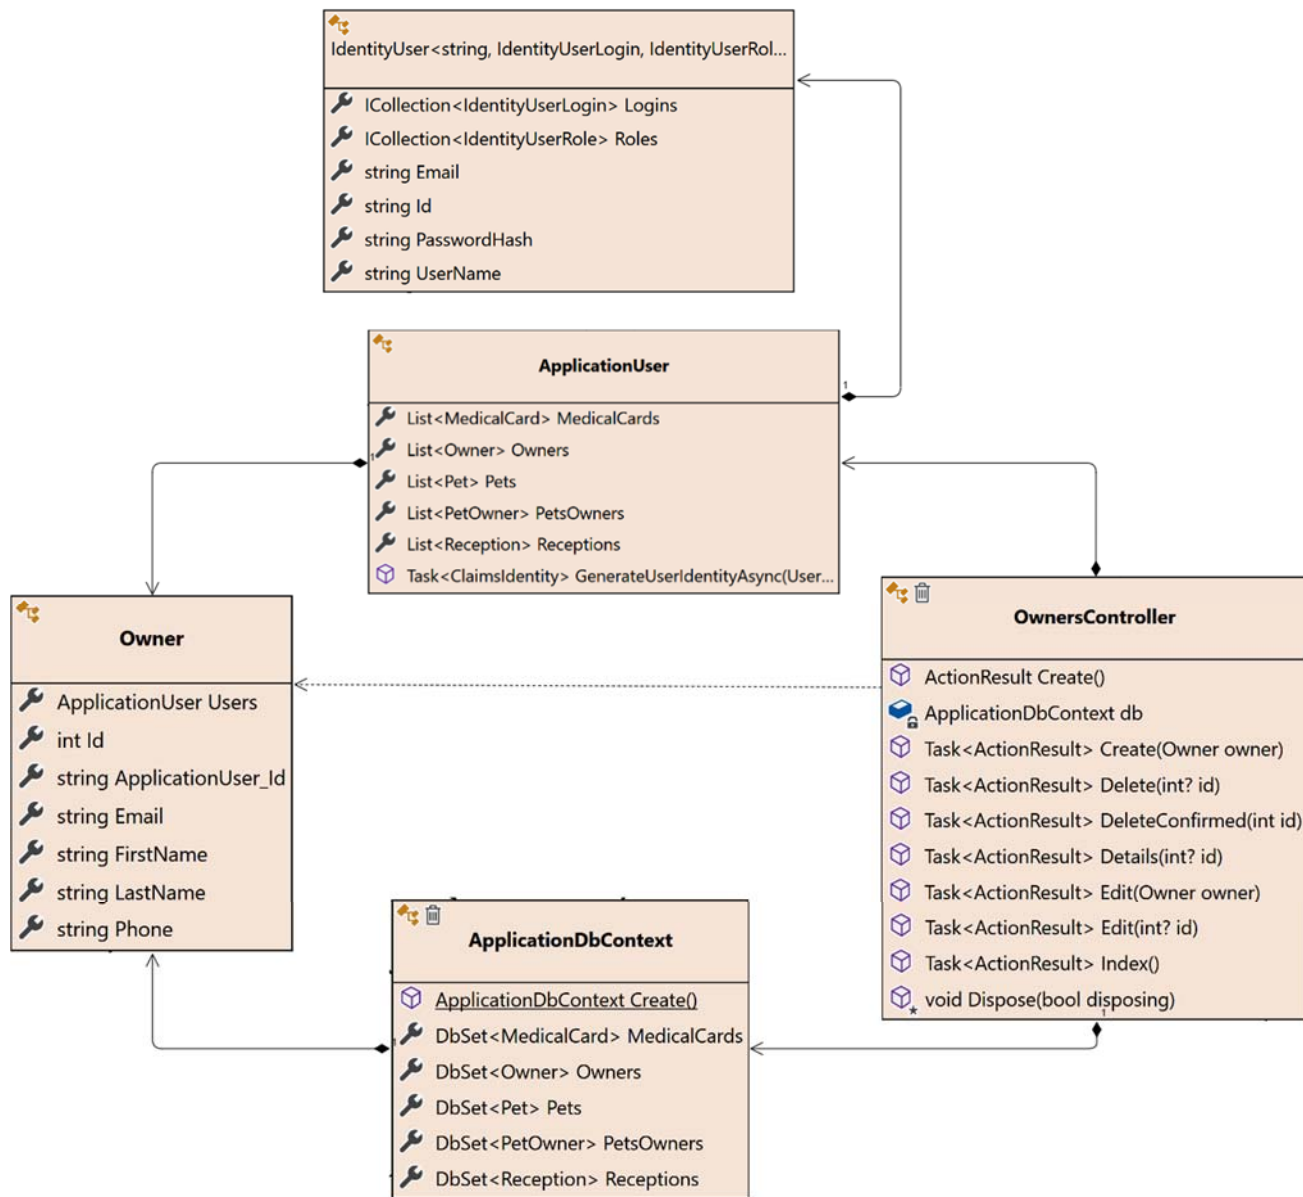 IdentityUser<string, IdentityUserLogin, IdentityUserRol...
ICollection<IdentityUserLogin> Logins
ICollection<IdentityUserRole> Roles
string Email
string Id
string PasswordHash
string UserName
ApplicationUser
1
List<MedicalCard> MedicalCards
List<Owner> Owners
1
List<Pet> Pets
List<PetOwner> PetsOwners
List<Reception> Receptions
Task<ClaimsIdentity> GenerateUserIdentityAsync(User...
Owner
ApplicationUser Users
int Id
string ApplicationUser_Id
string Email
string FirstName
string LastName
string Phone
OwnersController
ActionResult Create()
ApplicationDbContext db
Task<ActionResult> Create(Owner owner)
Task<ActionResult> Delete(int? id)
Task<ActionResult> DeleteConfirmed(int id)
Task<ActionResult> Details(int? id)
Task<ActionResult> Edit(Owner owner)
Task<ActionResult> Edit(int? id)
Task<ActionResult> Index()
void Dispose(bool disposing)
1
ApplicationDbContext
ApplicationDbContext Create()
1
DbSet<MedicalCard> MedicalCards
DbSet<Owner> Owners
DbSet<Pet> Pets
DbSet<PetOwner> PetsOwners
DbSet<Reception> Receptions